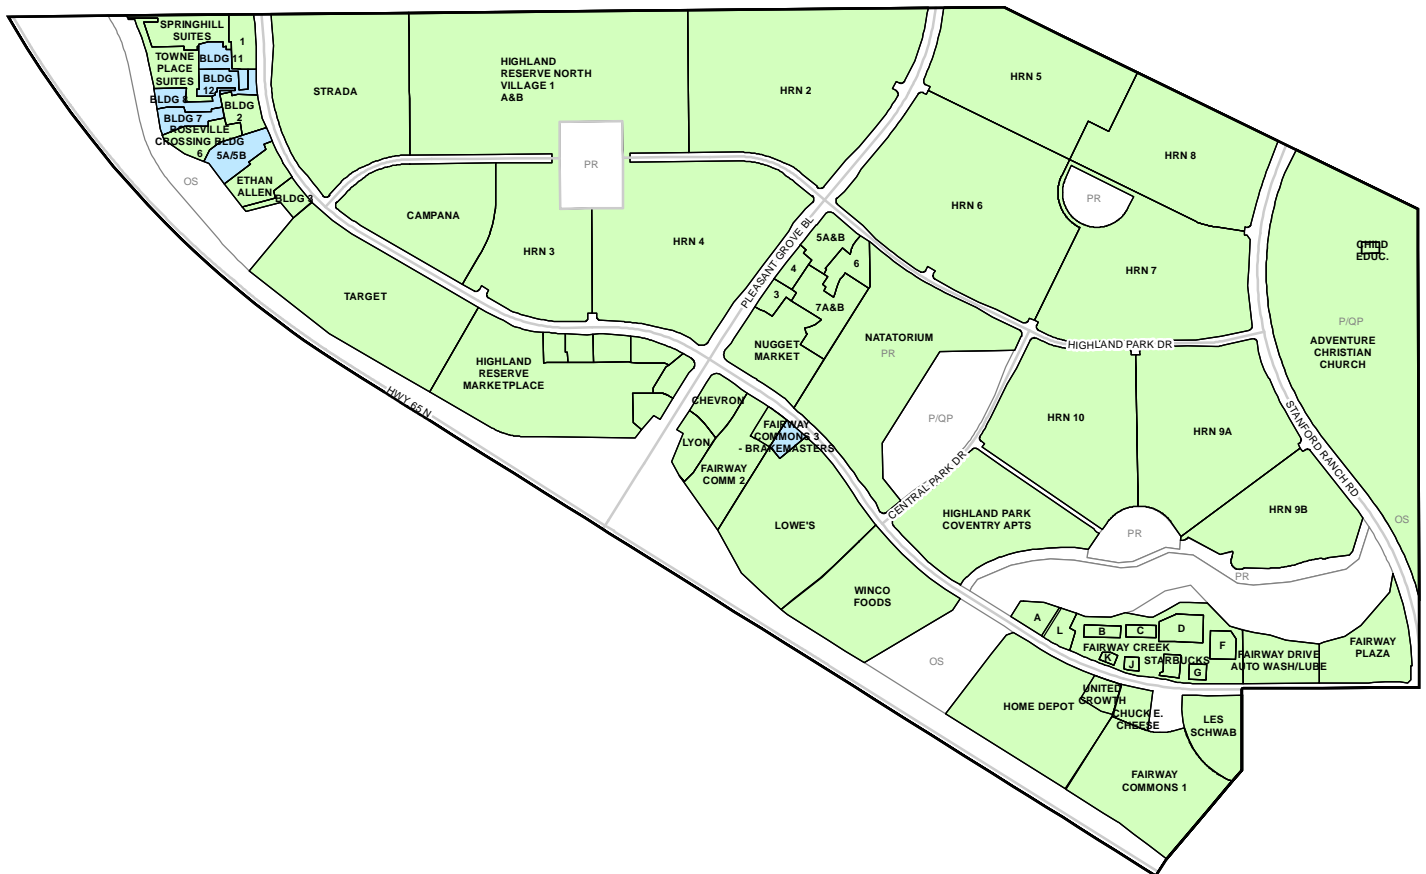 SPRINGHILL
SUITES
1
TOWNE
PLACE
SUITES
BLDG 11
BLDG
12
BLDG 8
BLDG
2
BLDG 7
ROSEVILLE
CROSSING BLDG
6
5A/5B
OS
ETHAN
ALLEN
BLDG 3
STRADA
HIGHLAND
RESERVE NORTH
VILLAGE 1
A&B
HRN 2
PR
CAMPANA
HRN 3
HRN 4
TARGET
HIGHLAND
RESERVE
MARKETPLACE
HWY 65 N
PLEASANT GROVE BL
HRN 5
HRN 8
HRN 6
PR
HRN 7
CHILD
EDUC.
P/QP
ADVENTURE
CHRISTIAN
CHURCH
5A&B
6
4
3
7A&B
NUGGET
MARKET
NATATORIUM
PR
HIGHLAND PARK DR
P/QP
HRN 10
HRN 9A
STANFORD RANCH RD
CHEVRON
LYON
FAIRWAY
COMMONS 3
- BRAKEMASTERS
FAIRWAY
COMM 2
CENTRAL PARK DR
LOWE'S
HIGHLAND PARK
COVENTRY APTS
HRN 9B
OS
PR
PR
WINCO
FOODS
OS
A
L
B
C
D
F
FAIRWAY CREEK
K
J
STARBUCKS
G
FAIRWAY DRIVE
AUTO WASH/LUBE
FAIRWAY
PLAZA
HOME DEPOT
UNITED
GROWTH
CHUCK E.
CHEESE
LES
SCHWAB
FAIRWAY
COMMONS 1